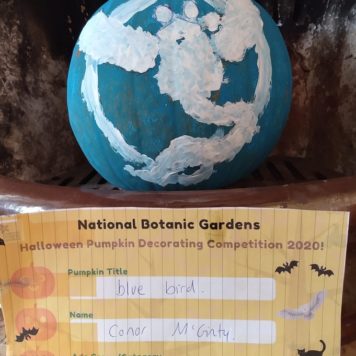 National Botanic Gardens
Halloween Pumpkin Decorating Competition 2020!
Pumpkin Title
blue bird.
Name
Conor McGinty.